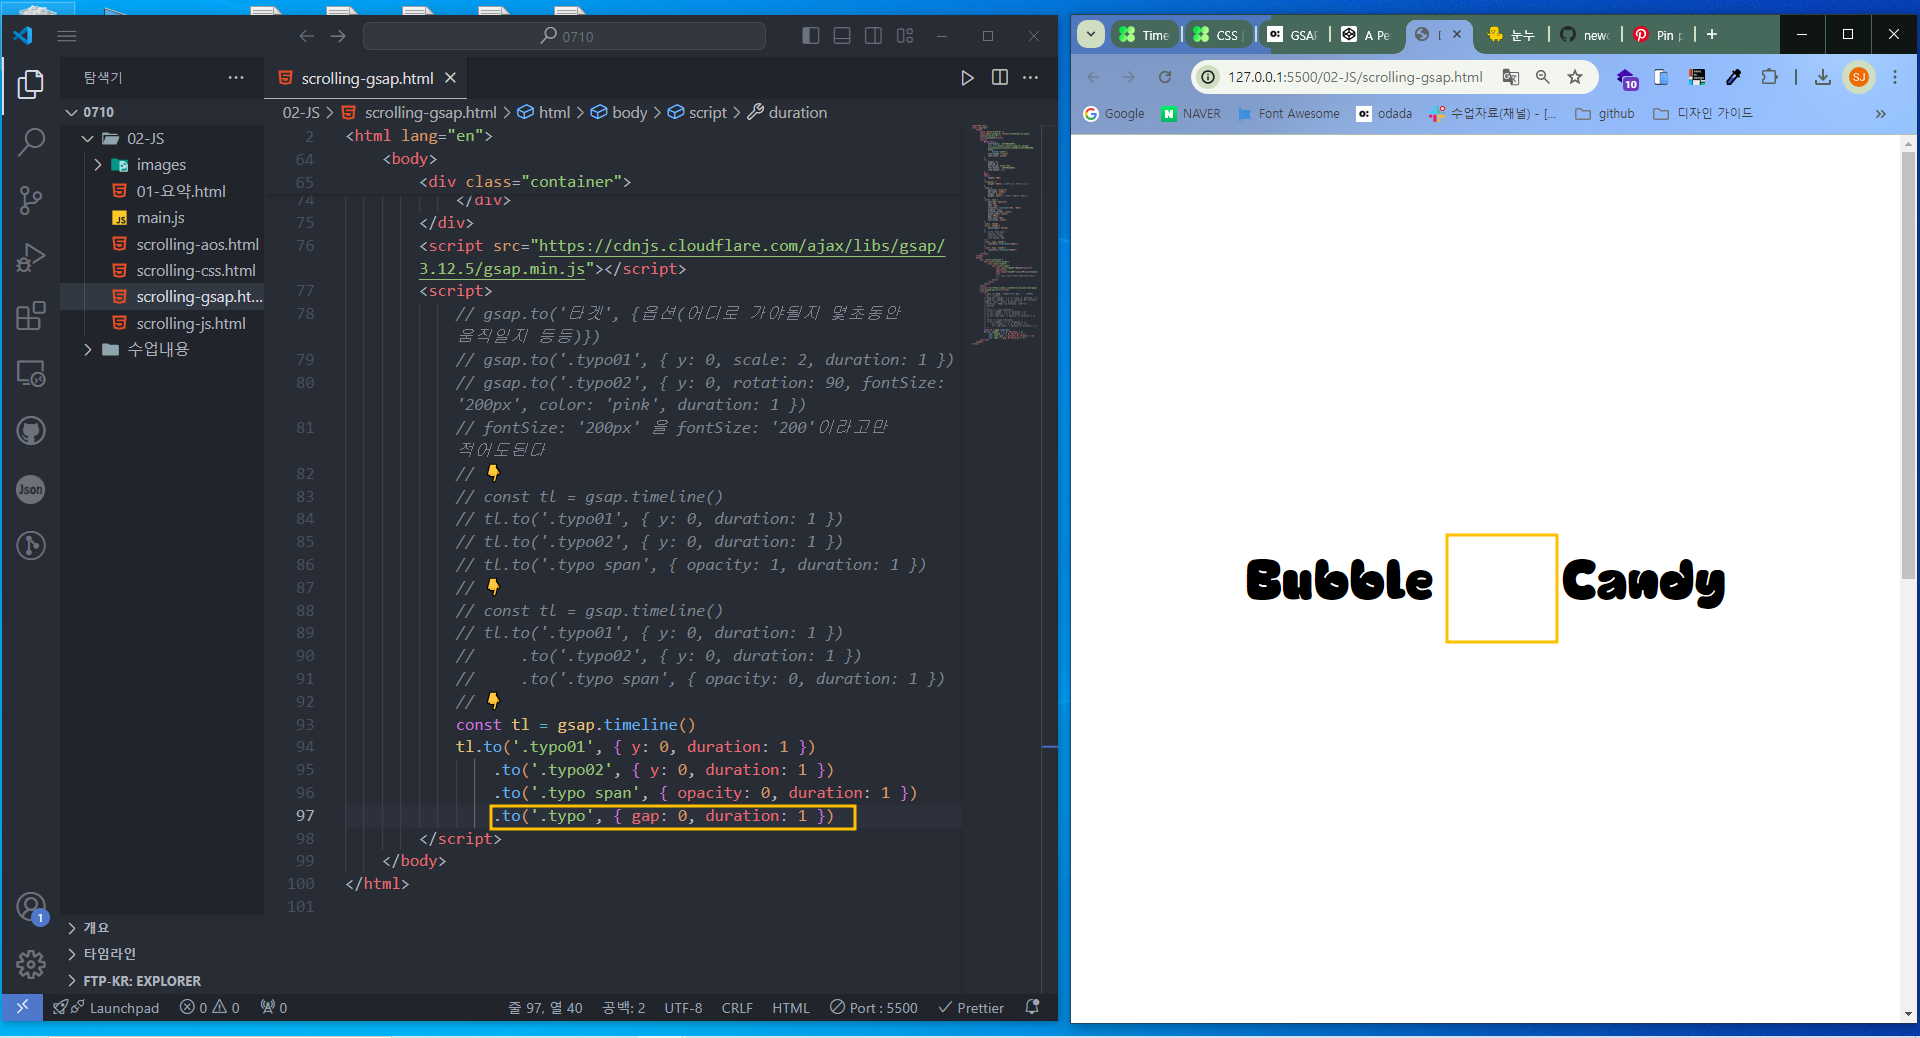 0710
탐색기
scrolling-gsap.html
0710
02-JS
images
01-요약.html
main.js
scrolling-aos.html
scrolling-css.html
scrolling-gsap.ht...
scrolling-js.html
수업내용
개요
타임라인
FTP-KR: EXPLORER
Json
1
02-JS > scrolling-gsap.html > html > body > script > duration
2 <html lang="en">
64 <body>
65 <div class="container">
74 </div>
75 </div>
76 <script src="https://cdnjs.cloudflare.com/ajax/libs/gsap/
3.12.5/gsap.min.js"></script>
77 <script>
78 // gsap.to('타겟', {옵션(어디로 가야될지 몇초동안
움직일지 등등)})
79 // gsap.to('.typo01', { y: 0, scale: 2, duration: 1 })
80 // gsap.to('.typo02', { y: 0, rotation: 90, fontSize:
'200px', color: 'pink', duration: 1 })
81 // fontSize: '200px' 을 fontSize: '200'이라고만
적어도된다
82 // 👇
83 // const tl = gsap.timeline()
84 // tl.to('.typo01', { y: 0, duration: 1 })
85 // tl.to('.typo02', { y: 0, duration: 1 })
86 // tl.to('.typo span', { opacity: 1, duration: 1 })
87 // 👇
88 // const tl = gsap.timeline()
89 // tl.to('.typo01', { y: 0, duration: 1 })
90 // .to('.typo02', { y: 0, duration: 1 })
91 // .to('.typo span', { opacity: 0, duration: 1 })
92 // 👇
93 const tl = gsap.timeline()
94 tl.to('.typo01', { y: 0, duration: 1 })
95 .to('.typo02', { y: 0, duration: 1 })
96 .to('.typo span', { opacity: 0, duration: 1 })
97 .to('.typo', { gap: 0, duration: 1 })
98 </script>
99 </body>
100 </html>
101
Launchpad 0 0 0 줄 97, 열 40 공백: 2 UTF-8 CRLF HTML Port : 5500 Prettier
Time CSS GSAP A Pe 눈누 newc Pin
127.0.0.1:5500/02-JS/scrolling-gsap.html 10 SJ
Google NAVER Font Awesome odada 수업자료(채널) - [... github 디자인 가이드
Bubble Candy